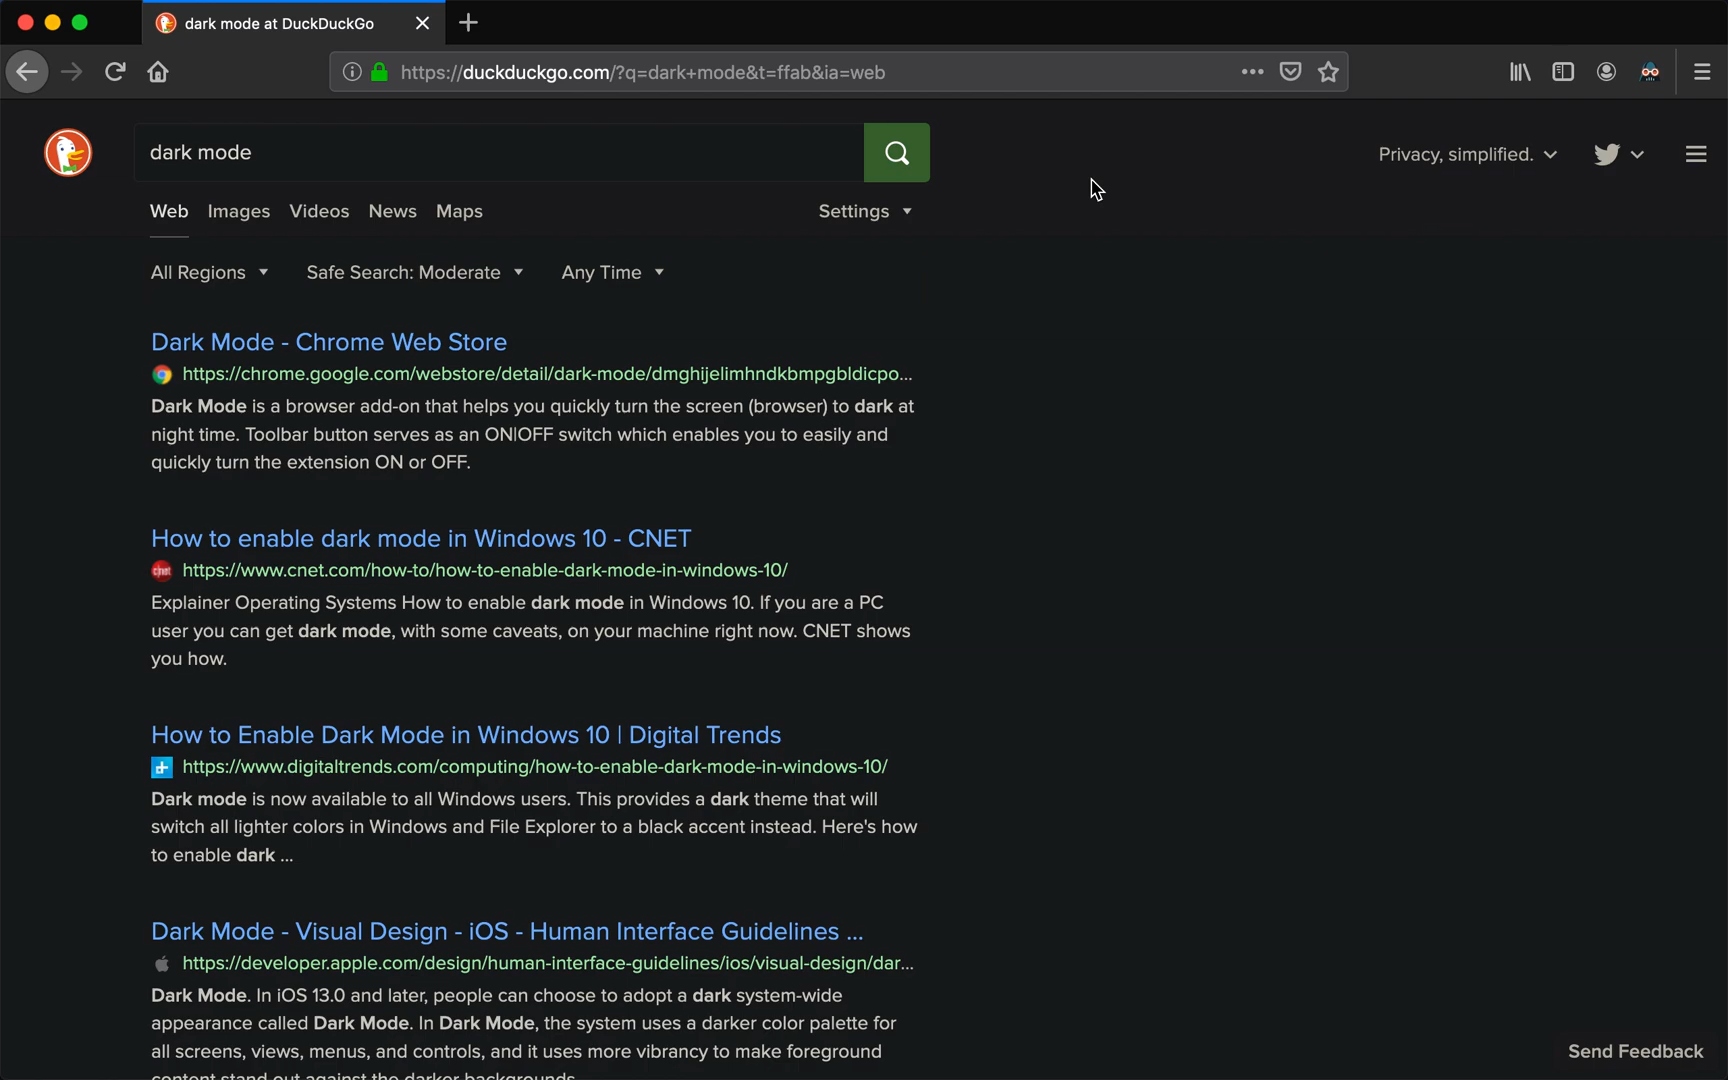 dark mode at DuckDuckGo
https://duckduckgo.com/?q=dark+mode&t=ffab&ia=web
dark mode
Privacy, simplified.
Web Images Videos News Maps Settings
All Regions Safe Search: Moderate Any Time
Dark Mode - Chrome Web Store
https://chrome.google.com/webstore/detail/dark-mode/dmghijelimhndkbmpgbldicpo...
Dark Mode is a browser add-on that helps you quickly turn the screen (browser) to dark at
night time. Toolbar button serves as an ON|OFF switch which enables you to easily and
quickly turn the extension ON or OFF.
How to enable dark mode in Windows 10 - CNET
c|net https://www.cnet.com/how-to/how-to-enable-dark-mode-in-windows-10/
Explainer Operating Systems How to enable dark mode in Windows 10. If you are a PC
user you can get dark mode, with some caveats, on your machine right now. CNET shows
you how.
How to Enable Dark Mode in Windows 10 | Digital Trends
https://www.digitaltrends.com/computing/how-to-enable-dark-mode-in-windows-10/
Dark mode is now available to all Windows users. This provides a dark theme that will
switch all lighter colors in Windows and File Explorer to a black accent instead. Here's how
to enable dark ...
Dark Mode - Visual Design - iOS - Human Interface Guidelines ...
https://developer.apple.com/design/human-interface-guidelines/ios/visual-design/dar...
Dark Mode. In iOS 13.0 and later, people can choose to adopt a dark system-wide
appearance called Dark Mode. In Dark Mode, the system uses a darker color palette for
all screens, views, menus, and controls, and it uses more vibrancy to make foreground
content stand out against the darker backgrounds.
Send Feedback